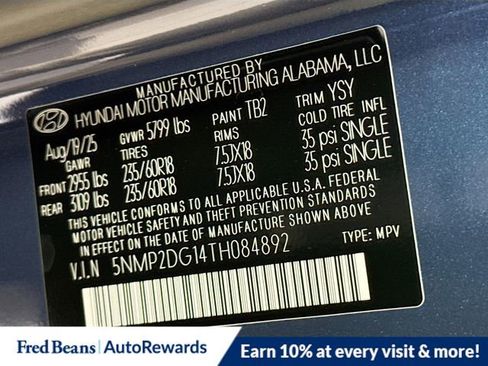 MANUFACTURED BY
HYUNDAI MOTOR MANUFACTURING ALABAMA, LLC
Aug/19/25 GVWR 5799 lbs PAINT TB2 TRIM YSY
GAWR TIRES RIMS COLD TIRE INFL
FRONT 2955 lbs 235/60R18 7.5JX18 35 psi SINGLE
REAR 3109 lbs 235/60R18 7.5JX18 35 psi SINGLE
THIS VEHICLE CONFORMS TO ALL APPLICABLE U.S.A. FEDERAL
MOTOR VEHICLE SAFETY AND THEFT PREVENTION STANDARDS
IN EFFECT ON THE DATE OF MANUFACTURE SHOWN ABOVE.
V.I.N 5NMP2DG14TH084892 TYPE: MPV
Fred Beans | AutoRewards
Earn 10% at every visit & more!